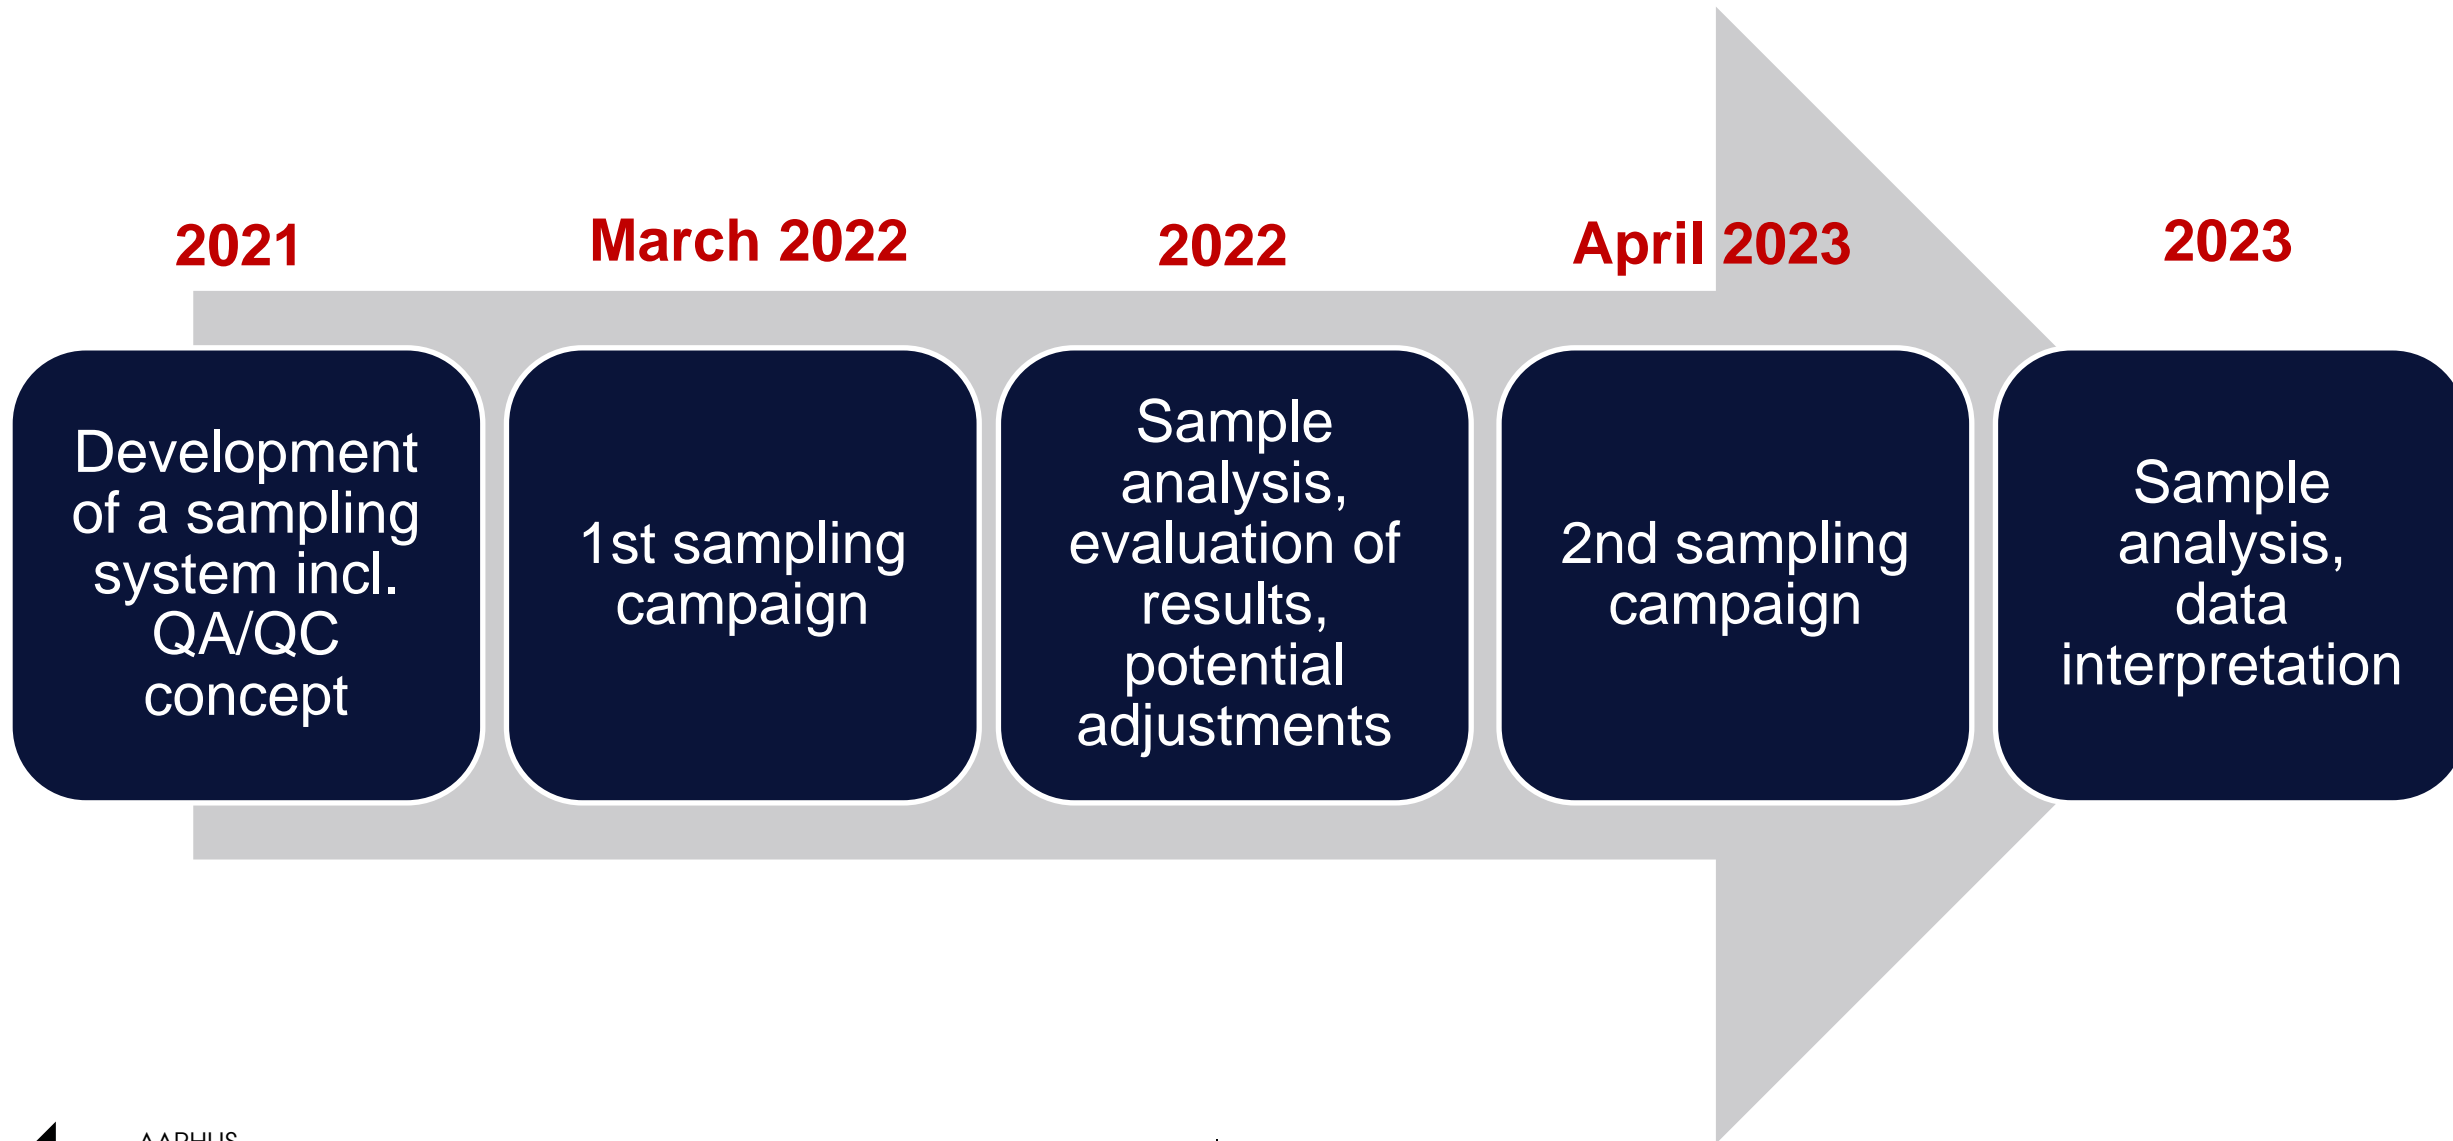 2021
March 2022
2022
April 2023
2023
Development
of a sampling
system incl.
QA/QC
concept
1st sampling
campaign
Sample
analysis,
evaluation of
results,
potential
adjustments
2nd sampling
campaign
Sample
analysis,
data
interpretation
AARHUS